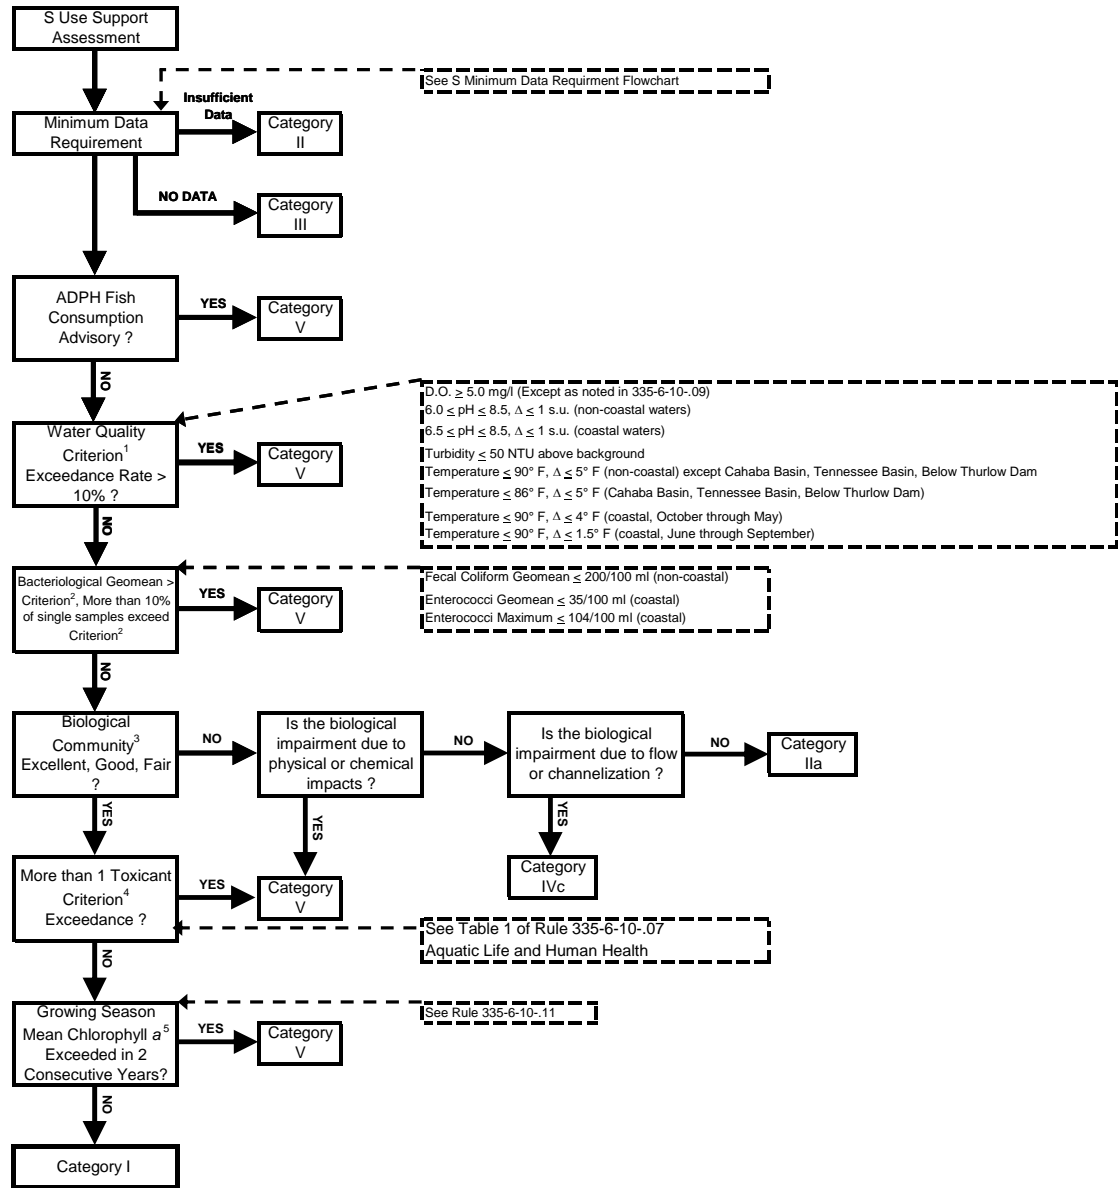 S Use Support
Assessment
See S Minimum Data Requirment Flowchart
Insufficient
Data
Minimum Data
Requirement
Category
II
NO DATA
Category
III
ADPH Fish
Consumption
Advisory ?
YES
Category
V
NO
D.O. ≥ 5.0 mg/l (Except as noted in 335-6-10-.09)
6.0 ≤ pH ≤ 8.5, Δ ≤ 1 s.u. (non-coastal waters)
6.5 ≤ pH ≤ 8.5, Δ ≤ 1 s.u. (coastal waters)
Turbidity ≤ 50 NTU above background
Temperature ≤ 90° F, Δ ≤ 5° F (non-coastal) except Cahaba Basin, Tennessee Basin, Below Thurlow Dam
Temperature ≤ 86° F, Δ ≤ 5° F (Cahaba Basin, Tennessee Basin, Below Thurlow Dam)
Temperature ≤ 90° F, Δ ≤ 4° F (coastal, October through May)
Temperature ≤ 90° F, Δ ≤ 1.5° F (coastal, June through September)
Water Quality
Criterion¹
Exceedance Rate >
10% ?
YES
Category
V
NO
Bacteriological Geomean >
Criterion², More than 10%
of single samples exceed
Criterion²
YES
Category
V
Fecal Coliform Geomean ≤ 200/100 ml (non-coastal)
Enterococci Geomean ≤ 35/100 ml (coastal)
Enterococci Maximum ≤ 104/100 ml (coastal)
NO
Biological
Community³
Excellent, Good, Fair
?
NO
Is the biological
impairment due to
physical or chemical
impacts ?
NO
Is the biological
impairment due to flow
or channelization ?
NO
Category
IIa
YES
YES
YES
More than 1 Toxicant
Criterion⁴
Exceedance ?
YES
Category
V
Category
IVc
See Table 1 of Rule 335-6-10-.07
Aquatic Life and Human Health
NO
Growing Season
Mean Chlorophyll a⁵
Exceeded in 2
Consecutive Years?
YES
Category
V
See Rule 335-6-10-.11
NO
Category I